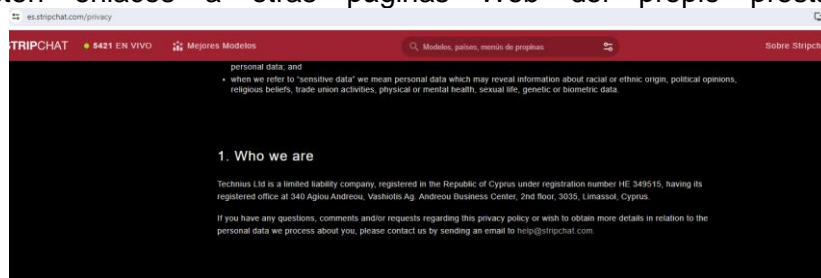 enlaces a otras páginas Web del propio
es.stripchat.com/privacy
STRIPCHAT 5421 EN VIVO Mejores Modelos Modelos, países, menús de propinas Sobre Stripch
personal data; and
• when we refer to "sensitive data" we mean personal data which may reveal information about racial or ethnic origin, political opinions,
religious beliefs, trade union activities, physical or mental health, sexual life, genetic or biometric data.
1. Who we are
Technius Ltd is a limited liability company, registered in the Republic of Cyprus under registration number HE 349515, having its
registered office at 340 Agiou Andreou, Vashiotis Ag. Andreou Business Center, 2nd floor, 3035, Limassol, Cyprus.
If you have any questions, comments and/or requests regarding this privacy policy or wish to obtain more details in relation to the
personal data we process about you, please contact us by sending an email to help@stripchat.com.